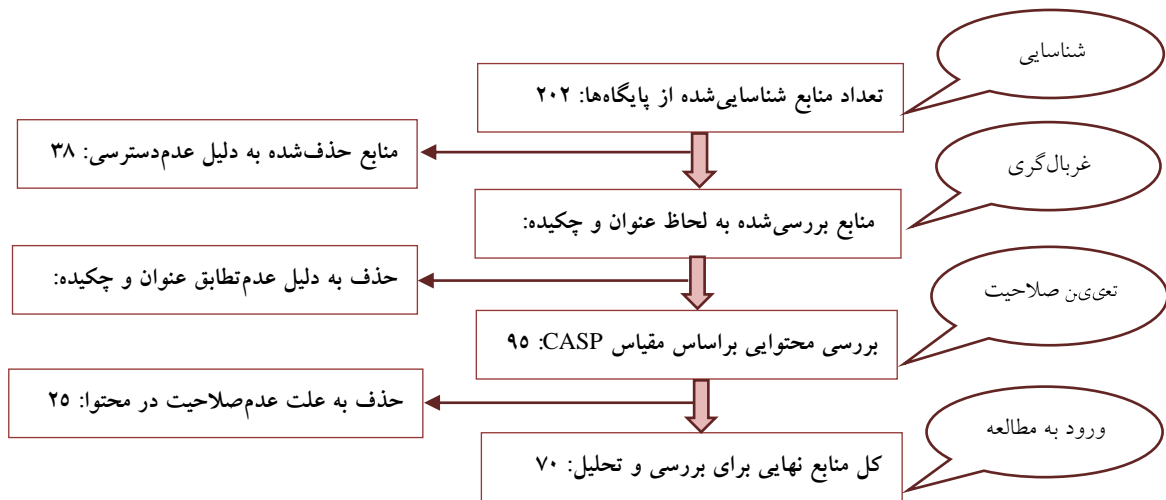 شناسایی
تعداد منابع شناسایی‌شده از پایگاه‌ها: ۲۰۲
منابع حذف‌شده به دلیل عدم‌دسترسی: ۳۸
غربال‌گری
منابع بررسی‌شده به لحاظ عنوان و چکیده:
حذف به دلیل عدم‌تطابق عنوان و چکیده:
تعیین صلاحیت
بررسی محتوایی براساس مقیاس CASP: ۹۵
حذف به علت عدم‌صلاحیت در محتوا: ۲۵
ورود به مطالعه
کل منابع نهایی برای بررسی و تحلیل: ۷۰